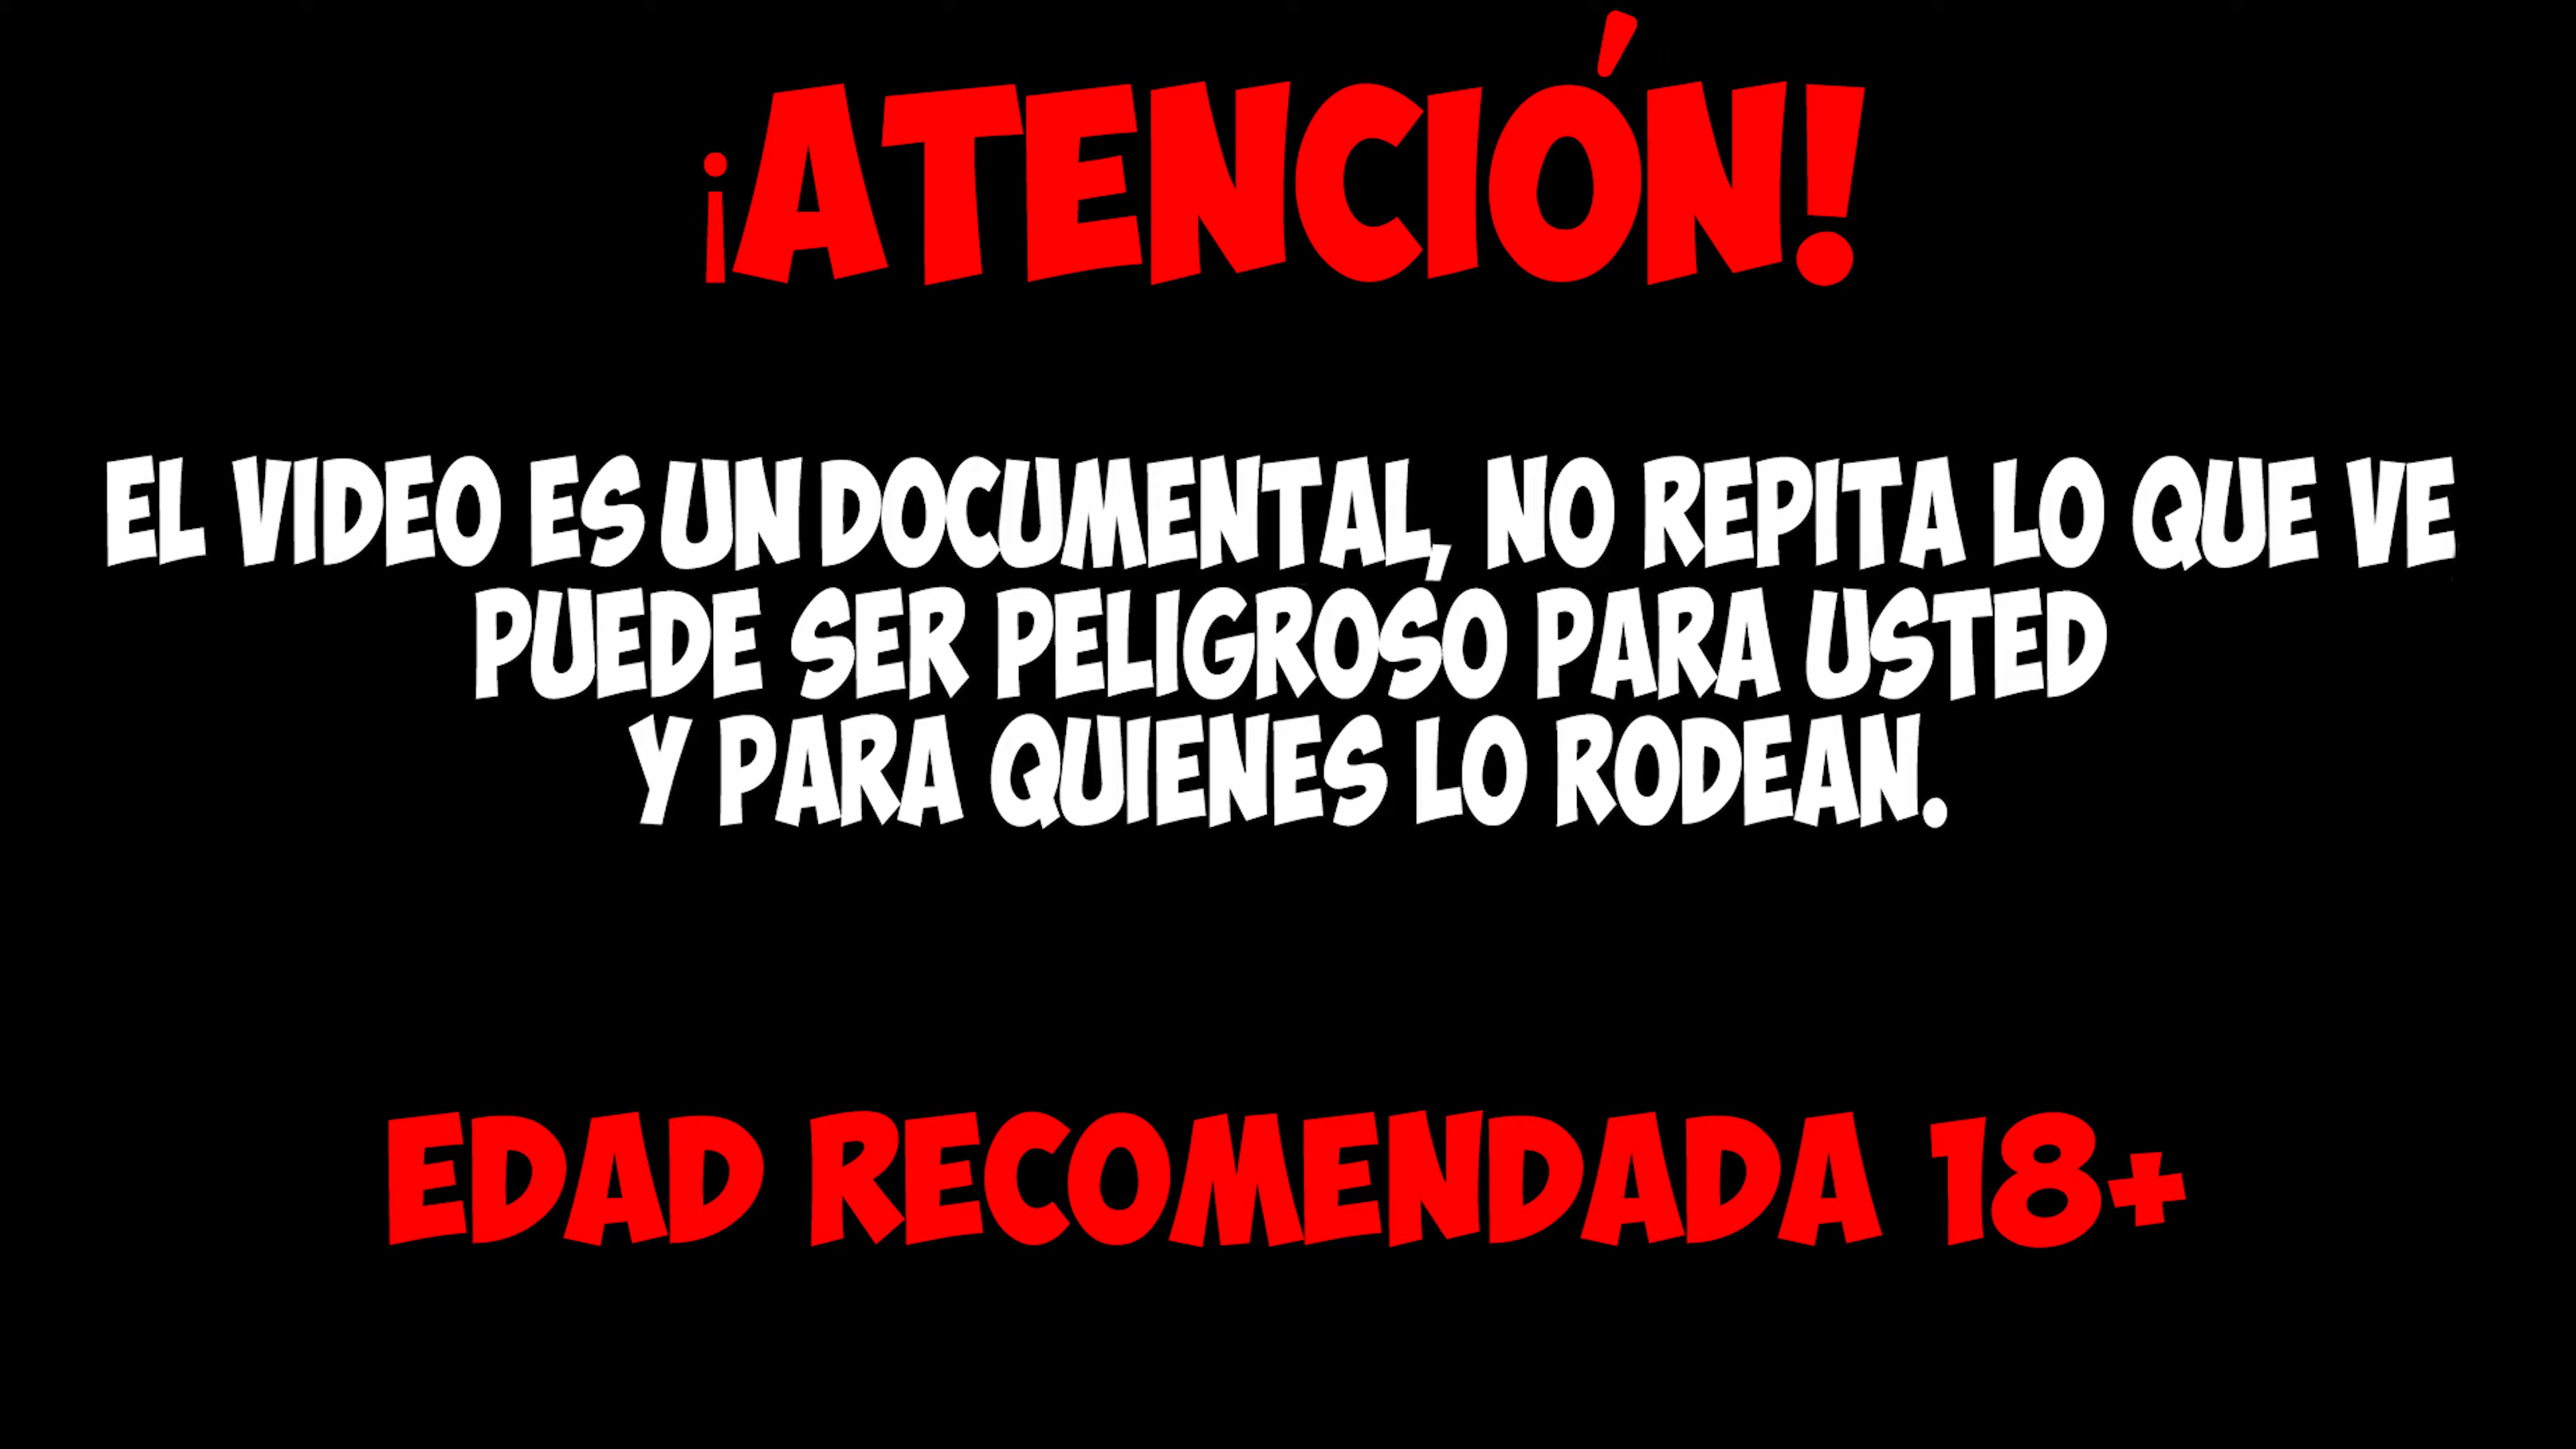 ¡ATENCIÓN!
EL VIDEO ES UN DOCUMENTAL, NO REPITA LO QUE VE
PUEDE SER PELIGROSO PARA USTED
Y PARA QUIENES LO RODEAN.
EDAD RECOMENDADA 18+